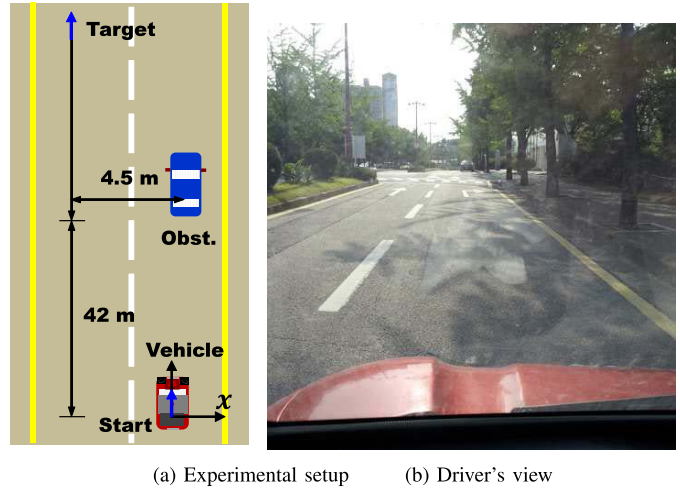 Target
4.5 m
Obst.
42 m
Vehicle
Start
x
(a) Experimental setup (b) Driver's view